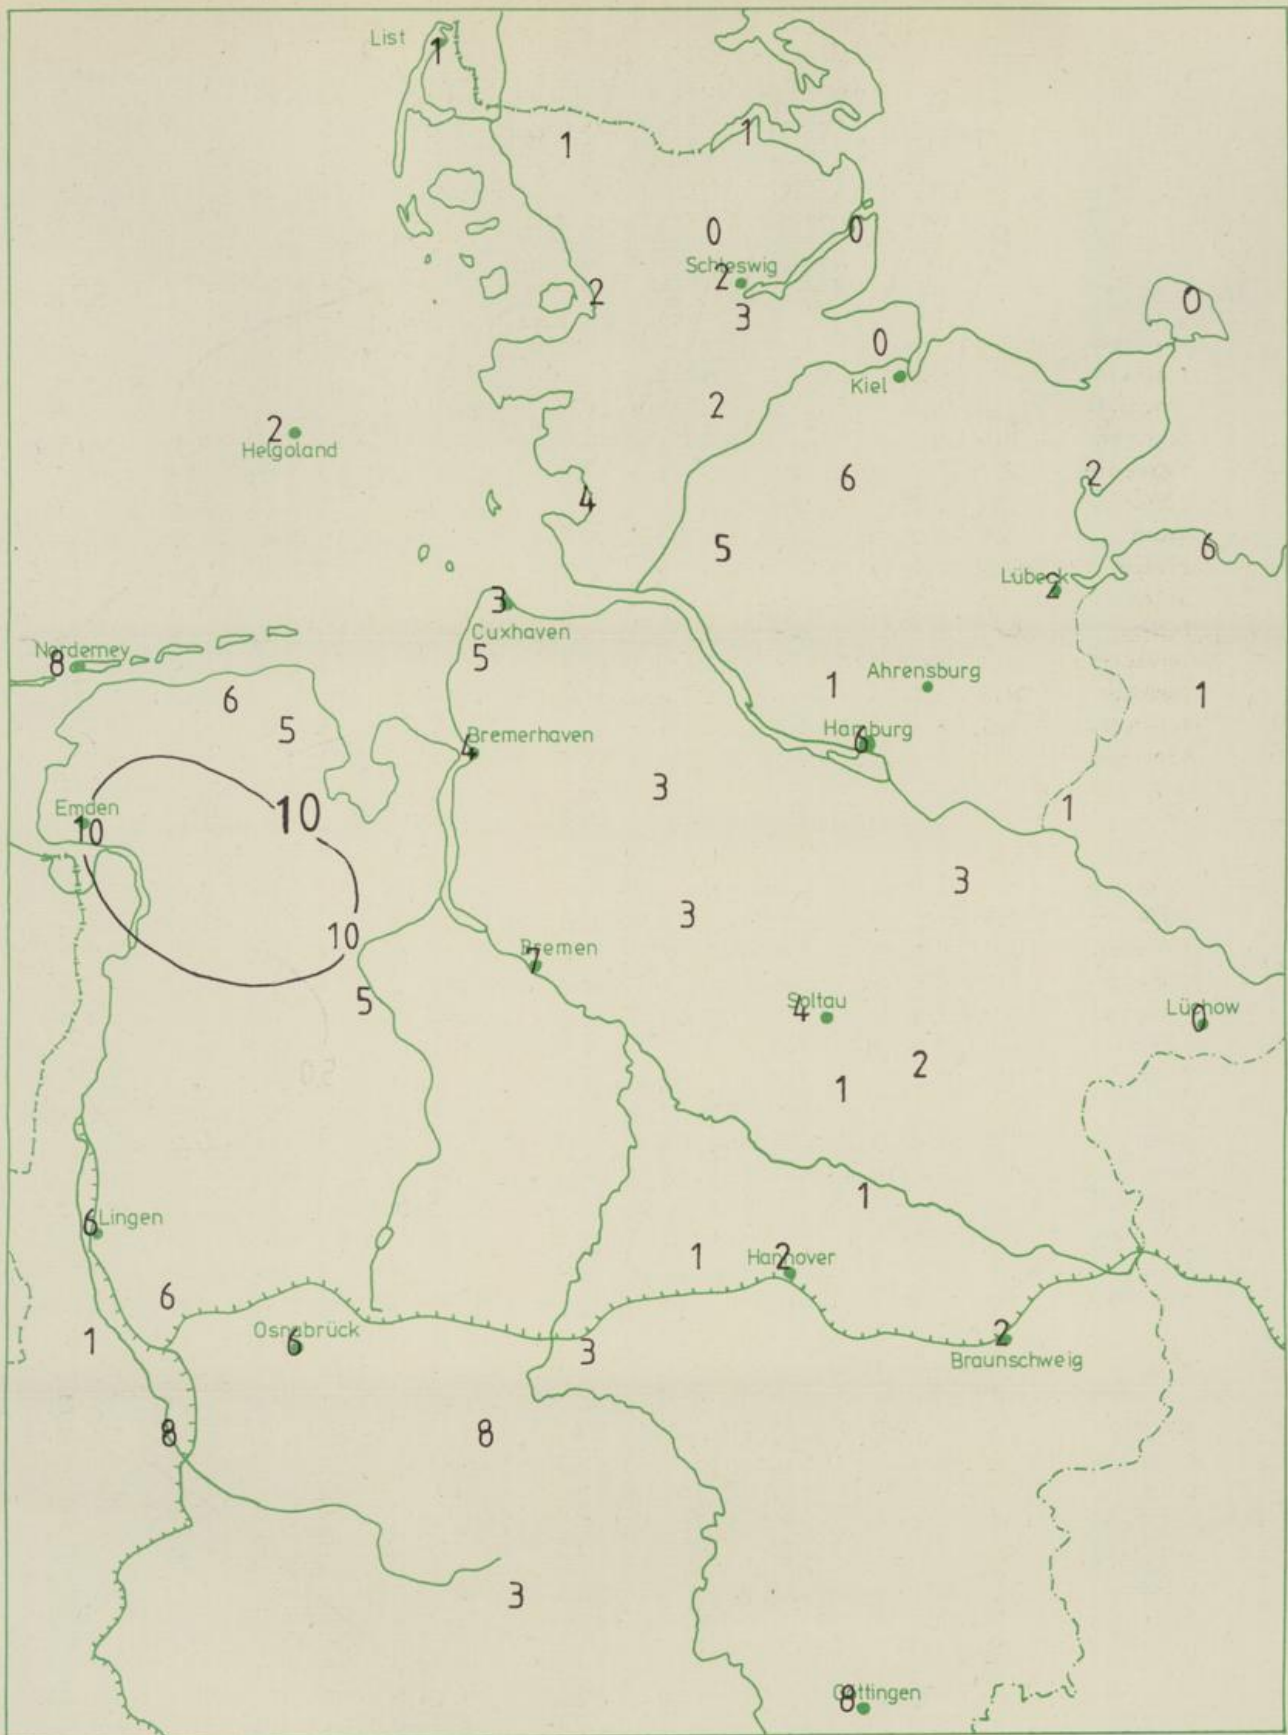 List
1
1
1
0
0
Schleswig
2
2
3
0
0
Kiel
2
2
Helgoland
6
2
4
5
6
Lübeck
2
3
Cuxhaven
Norderney
8
5
6
5
1
Ahrensburg
1
Hamburg
6
Bremerhaven
4
3
10
Emden
10
1
3
3
10
Bremen
7
5
Soltau
4
Lüchow
0
2
1
1
Lingen
6
1
Hannover
2
6
Osnabrück
6
1
3
2
Braunschweig
8
8
3
Göttingen
8